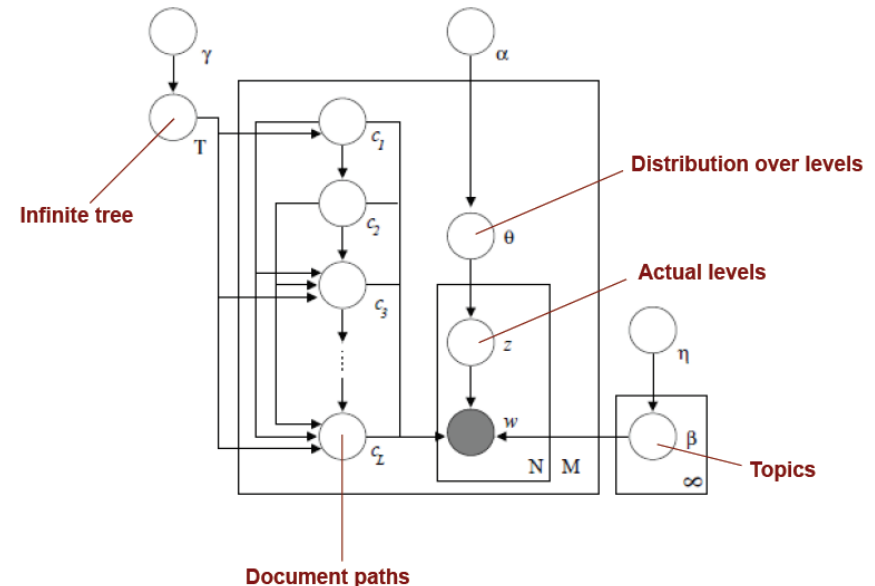 γ
α
T
c1
Distribution over levels
Infinite tree
c2
θ
Actual levels
c3
z
η
w
β
cL
N M
Topics
∞
Document paths